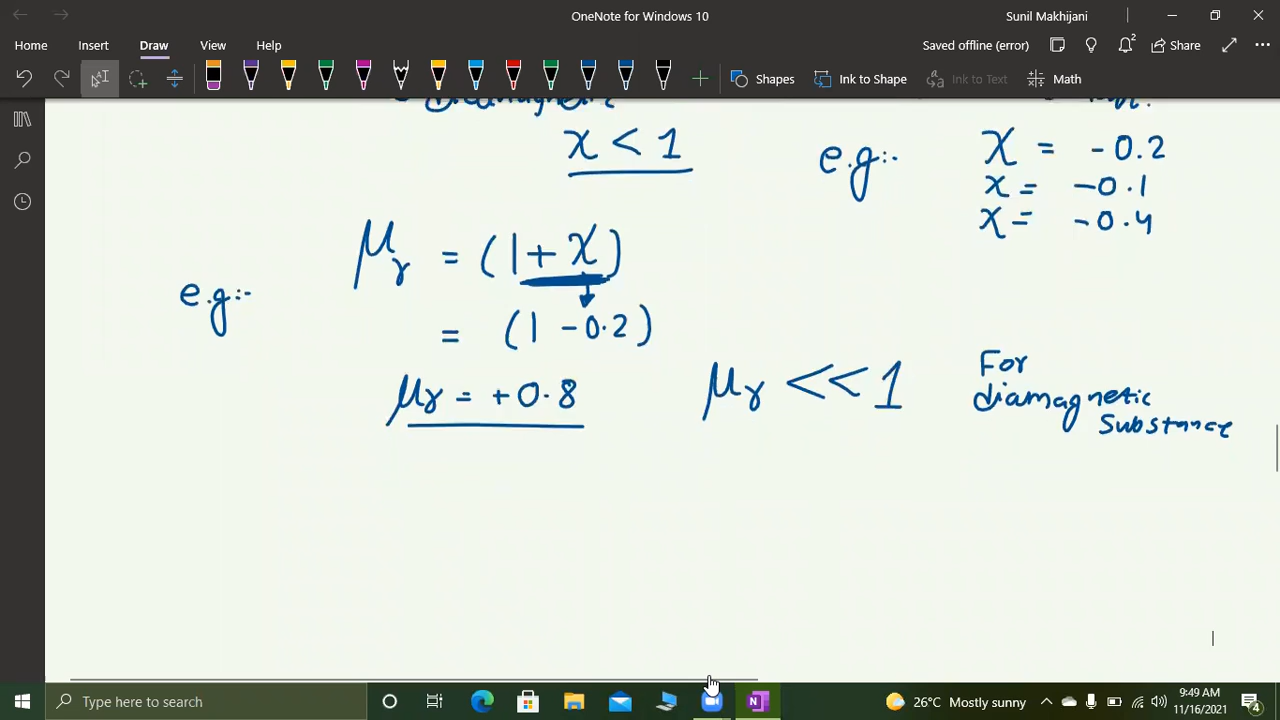 OneNote for Windows 10
Sunil Makhijani
Home
Insert
Draw
View
Help
Saved offline (error)
Share
Shapes
Ink to Shape
Ink to Text
Math
Diamagnetic
χ < 1
e.g:-
χ = -0.2
χ = -0.1
χ = -0.4
e.g:-
μr = (1 + χ)
= (1 - 0.2)
μr = +0.8
μr << 1
For
diamagnetic
Substance
Type here to search
N
26°C Mostly sunny
9:49 AM
11/16/2021
4